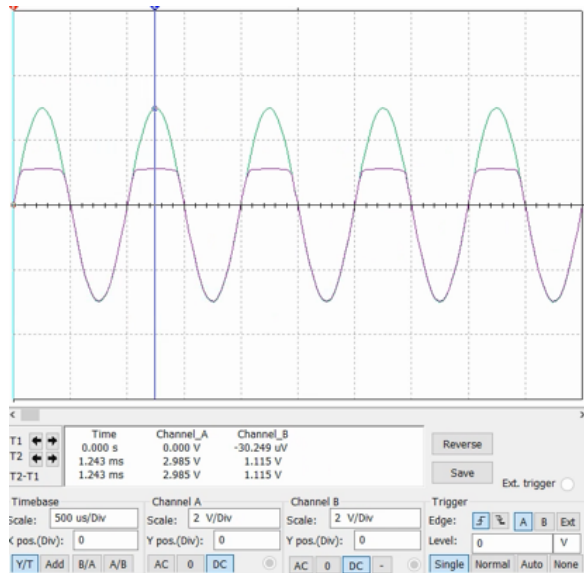 Time Channel_A Channel_B
T1 0.000 s 0.000 V -30.249 uV
T2 1.243 ms 2.985 V 1.115 V
T2-T1 1.243 ms 2.985 V 1.115 V
Reverse
Save
Ext. trigger
Timebase Channel A Channel B Trigger
Scale: 500 us/Div Scale: 2 V/Div Scale: 2 V/Div Edge: A B Ext
X pos.(Div): 0 Y pos.(Div): 0 Y pos.(Div): 0 Level: 0 V
Y/T Add B/A A/B AC 0 DC AC 0 DC - Single Normal Auto None